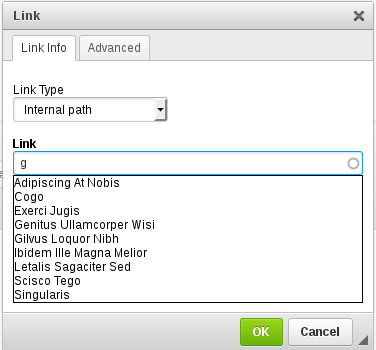 Link
Link Info
Advanced
Link Type
Internal path
Link
g
Adipiscing At Nobis
Cogo
Exerci Jugis
Genitus Ullamcorper Wisi
Gilvus Loquor Nibh
Ibidem Ille Magna Melior
Letalis Sagaciter Sed
Scisco Tego
Singularis
OK
Cancel